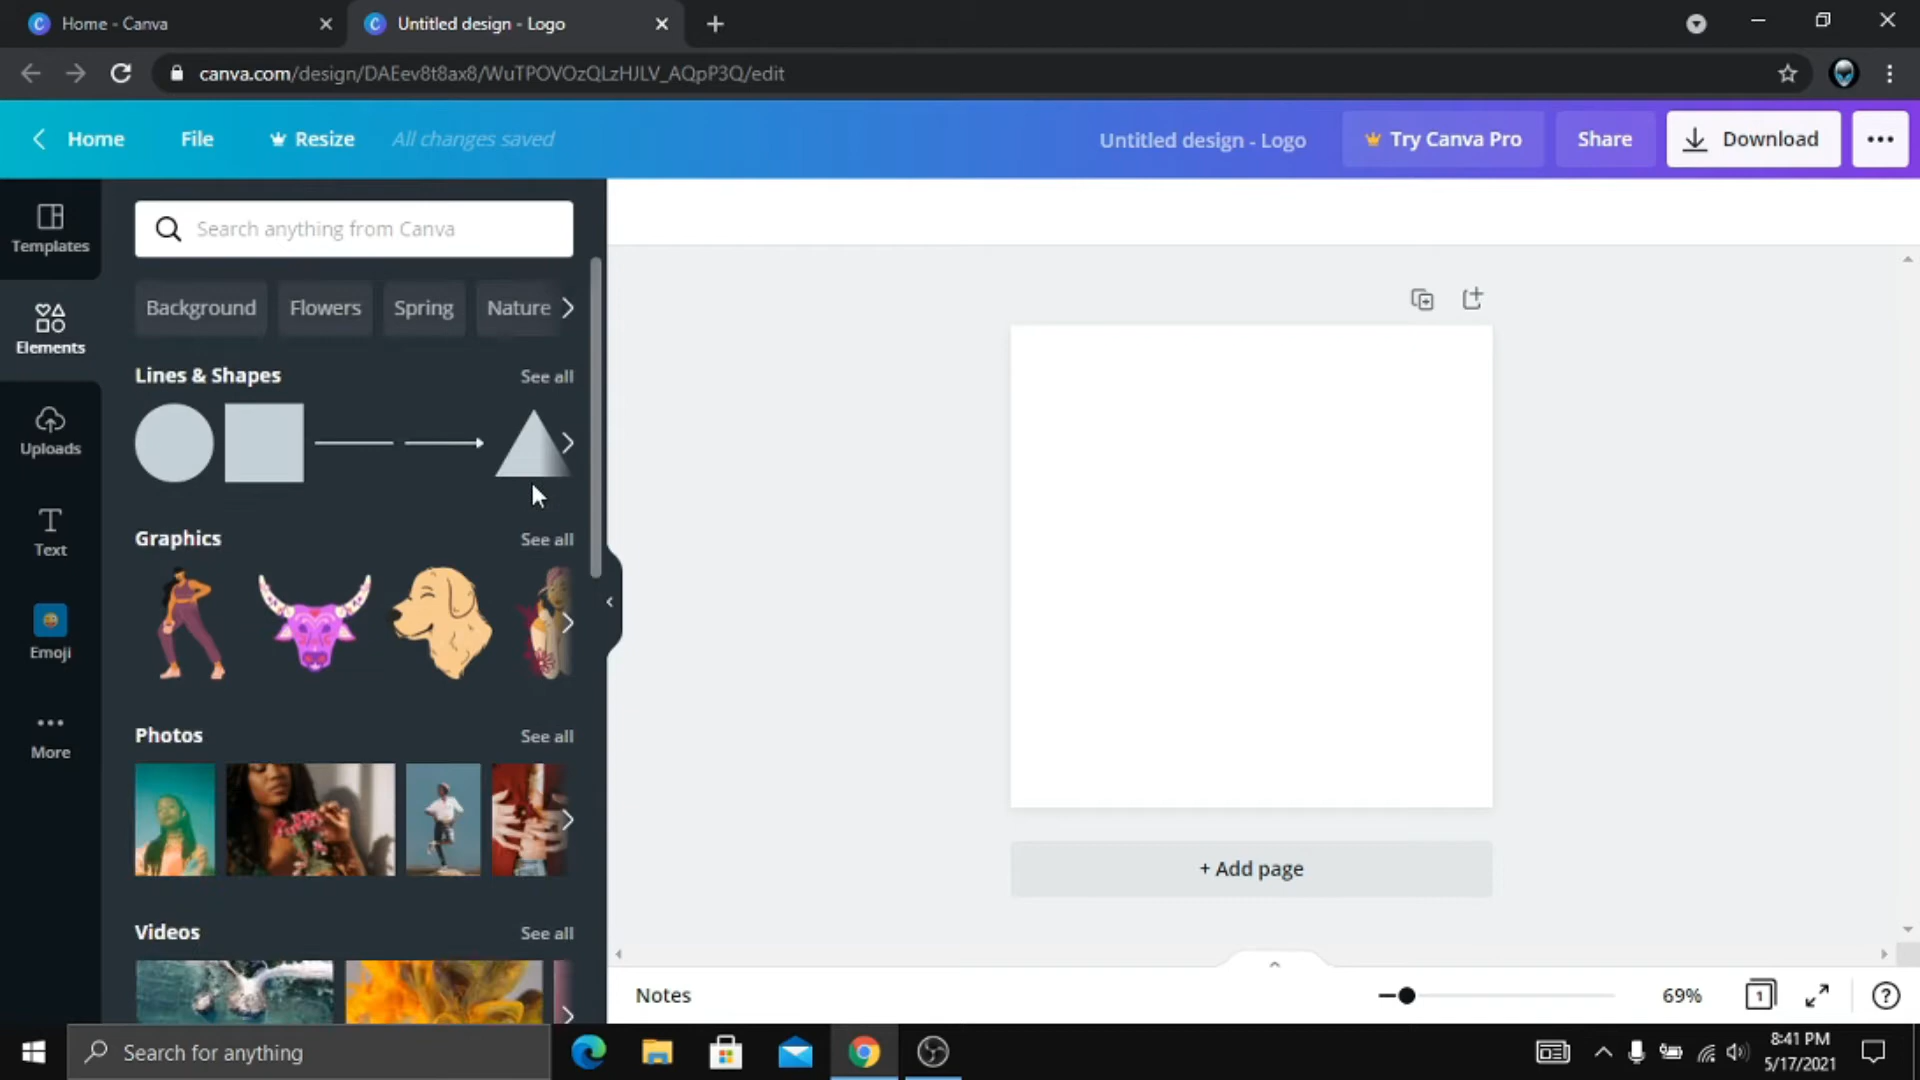 Home - Canva
Untitled design - Logo
canva.com/design/DAEev8t8ax8/WuTPOVOzQLzHJLV_AQpP3Q/edit
Home
File
Resize
All changes saved
Untitled design - Logo
Try Canva Pro
Share
Download
Templates
Elements
Uploads
Text
Emoji
More
Search anything from Canva
Background
Flowers
Spring
Nature
Lines & Shapes
See all
Graphics
See all
Photos
See all
Videos
See all
+ Add page
Notes
69%
1
Search for anything
8:41 PM
5/17/2021